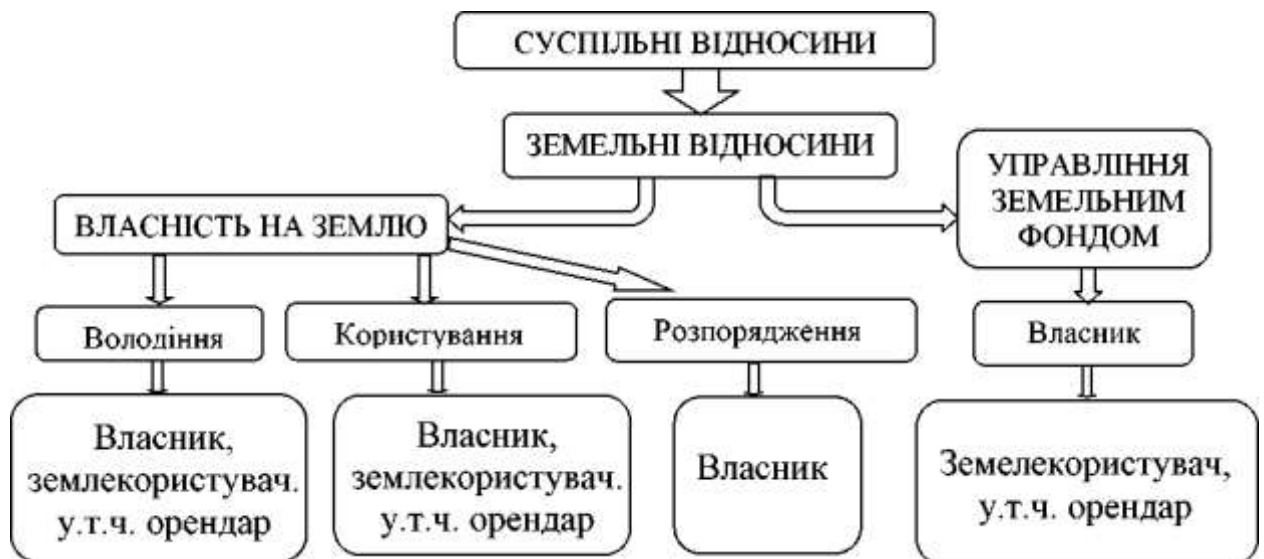 СУСПІЛЬНІ ВІДНОСИНИ
ЗЕМЕЛЬНІ ВІДНОСИНИ
УПРАВЛІННЯ
ЗЕМЕЛЬНИМ
ФОНДОМ
ВЛАСНІСТЬ НА ЗЕМЛЮ
Володіння
Користування
Розпорядження
Власник
Власник,
землекористувач.
у.т.ч. орендар
Власник,
землекористувач.
у.т.ч. орендар
Власник
Земелекористувач,
у.т.ч. орендар